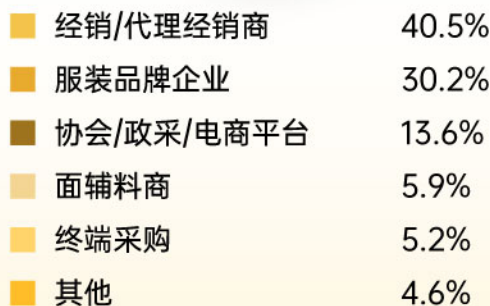 经销/代理经销商 40.5%
服装品牌企业 30.2%
协会/政采/电商平台 13.6%
面辅料商 5.9%
终端采购 5.2%
其他 4.6%